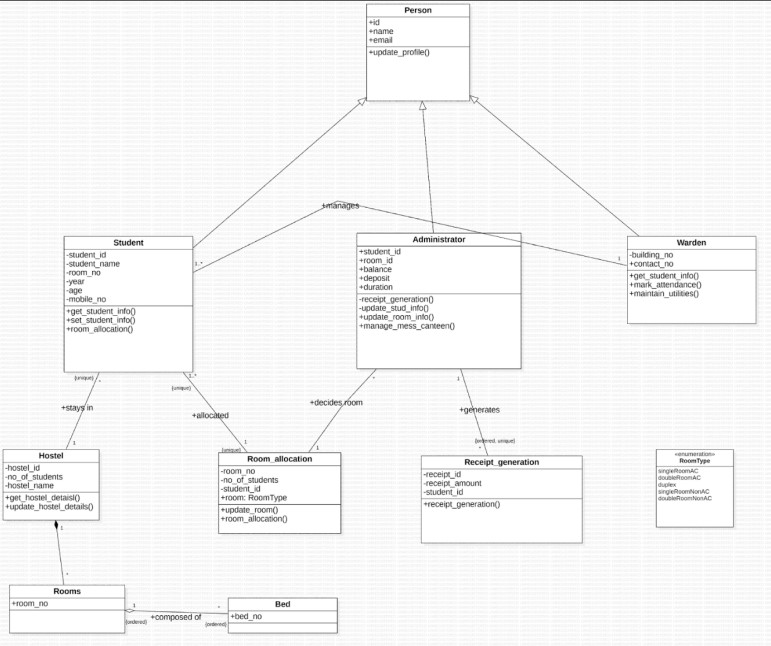 Person
+id
+name
+email
+update_profile()
+manages
Student
-student_id
-student_name
-room_no
-year
-age
-mobile_no
+get_student_info()
+set_student_info()
+room_allocation()
1..*
Administrator
+student_id
+room_id
+balance
+deposit
+duration
-receipt_generation()
-update_stud_info()
+update_room_info()
+manage_mess_canteen()
1
Warden
-building_no
+contact_no
+get_student_info()
+mark_attendance()
+maintain_utilities()
{unique}
*
+stays in
1
1..*
{unique}
+allocated
1
{unique}
*
+decides room
1
1
+generates
{ordered, unique}
*
Hostel
-hostel_id
-no_of_students
-hostel_name
+get_hostel_detaisl()
+update_hostel_details()
Room_allocation
-room_no
-no_of_students
-student_id
+room: RoomType
+update_room()
+room_allocation()
Receipt_generation
-receipt_id
-receipt_amount
-student_id
+receipt_generation()
«enumeration»
RoomType
singleRoomAC
doubleRoomAC
duplex
singleRoomNonAC
doubleRoomNonAC
1
*
Rooms
+room_no
1
{ordered}
+composed of
*
{ordered}
Bed
+bed_no